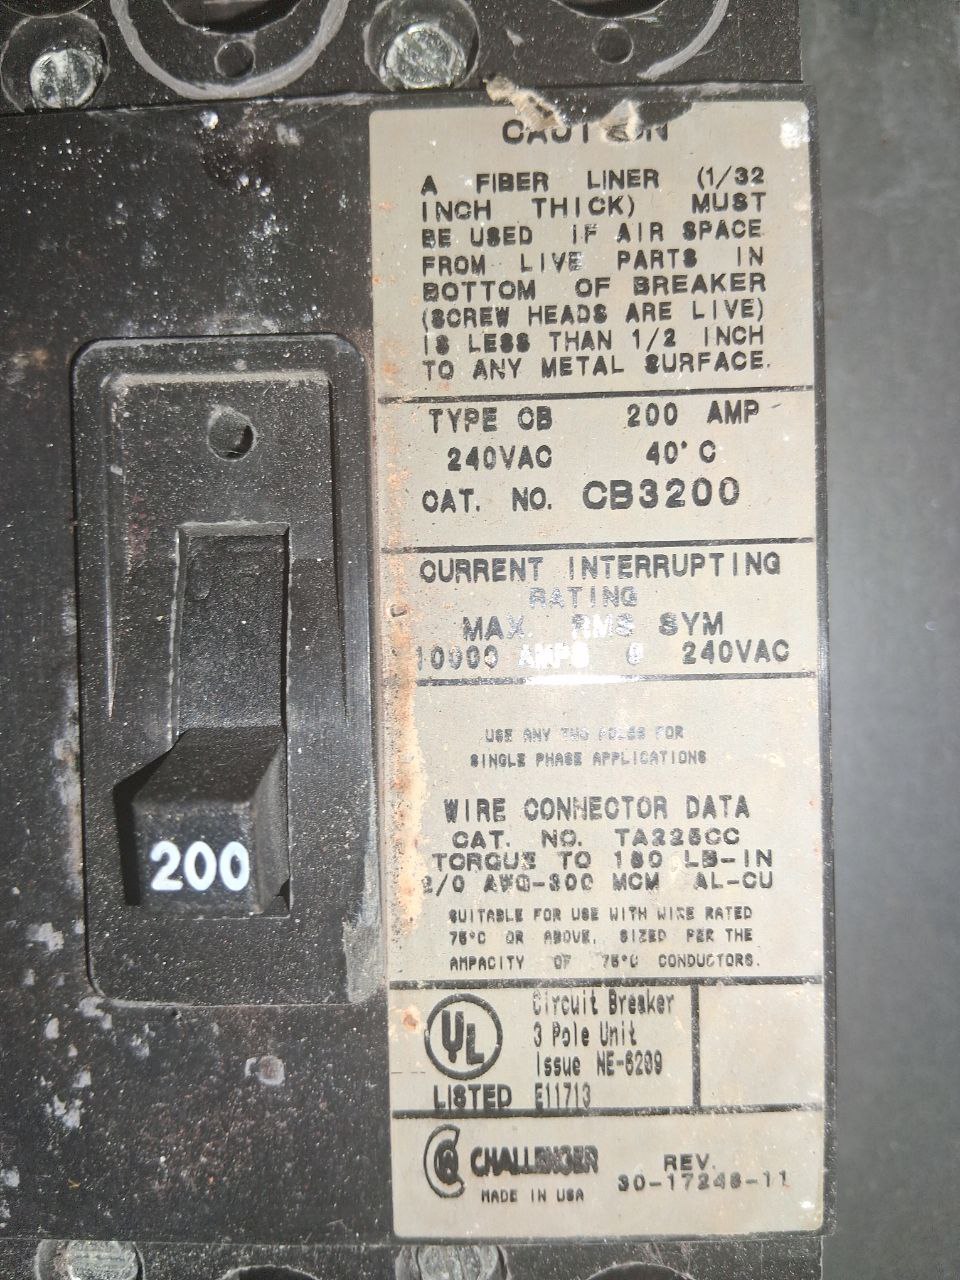 CAUTION
A FIBER LINER (1/32
INCH THICK) MUST
BE USED IF AIR SPACE
FROM LIVE PARTS IN
BOTTOM OF BREAKER
(SCREW HEADS ARE LIVE)
IS LESS THAN 1/2 INCH
TO ANY METAL SURFACE.
TYPE CB 200 AMP
240VAC 40°C
CAT. NO. CB3200
CURRENT INTERRUPTING
RATING
MAX. RMS SYM
10000 AMPS @ 240VAC
USE ANY TWO POLES FOR
SINGLE PHASE APPLICATIONS
WIRE CONNECTOR DATA
CAT. NO. TA225CC
TORQUE TO 180 LB-IN
2/0 AWG-300 MCM AL-CU
SUITABLE FOR USE WITH WIRE RATED
75°C OR ABOVE, SIZED PER THE
AMPACITY OF 75°C CONDUCTORS.
200
UL
LISTED
Circuit Breaker
3 Pole Unit
Issue NE-6209
E11713
CHALLENGER
MADE IN USA
REV.
30-17248-11